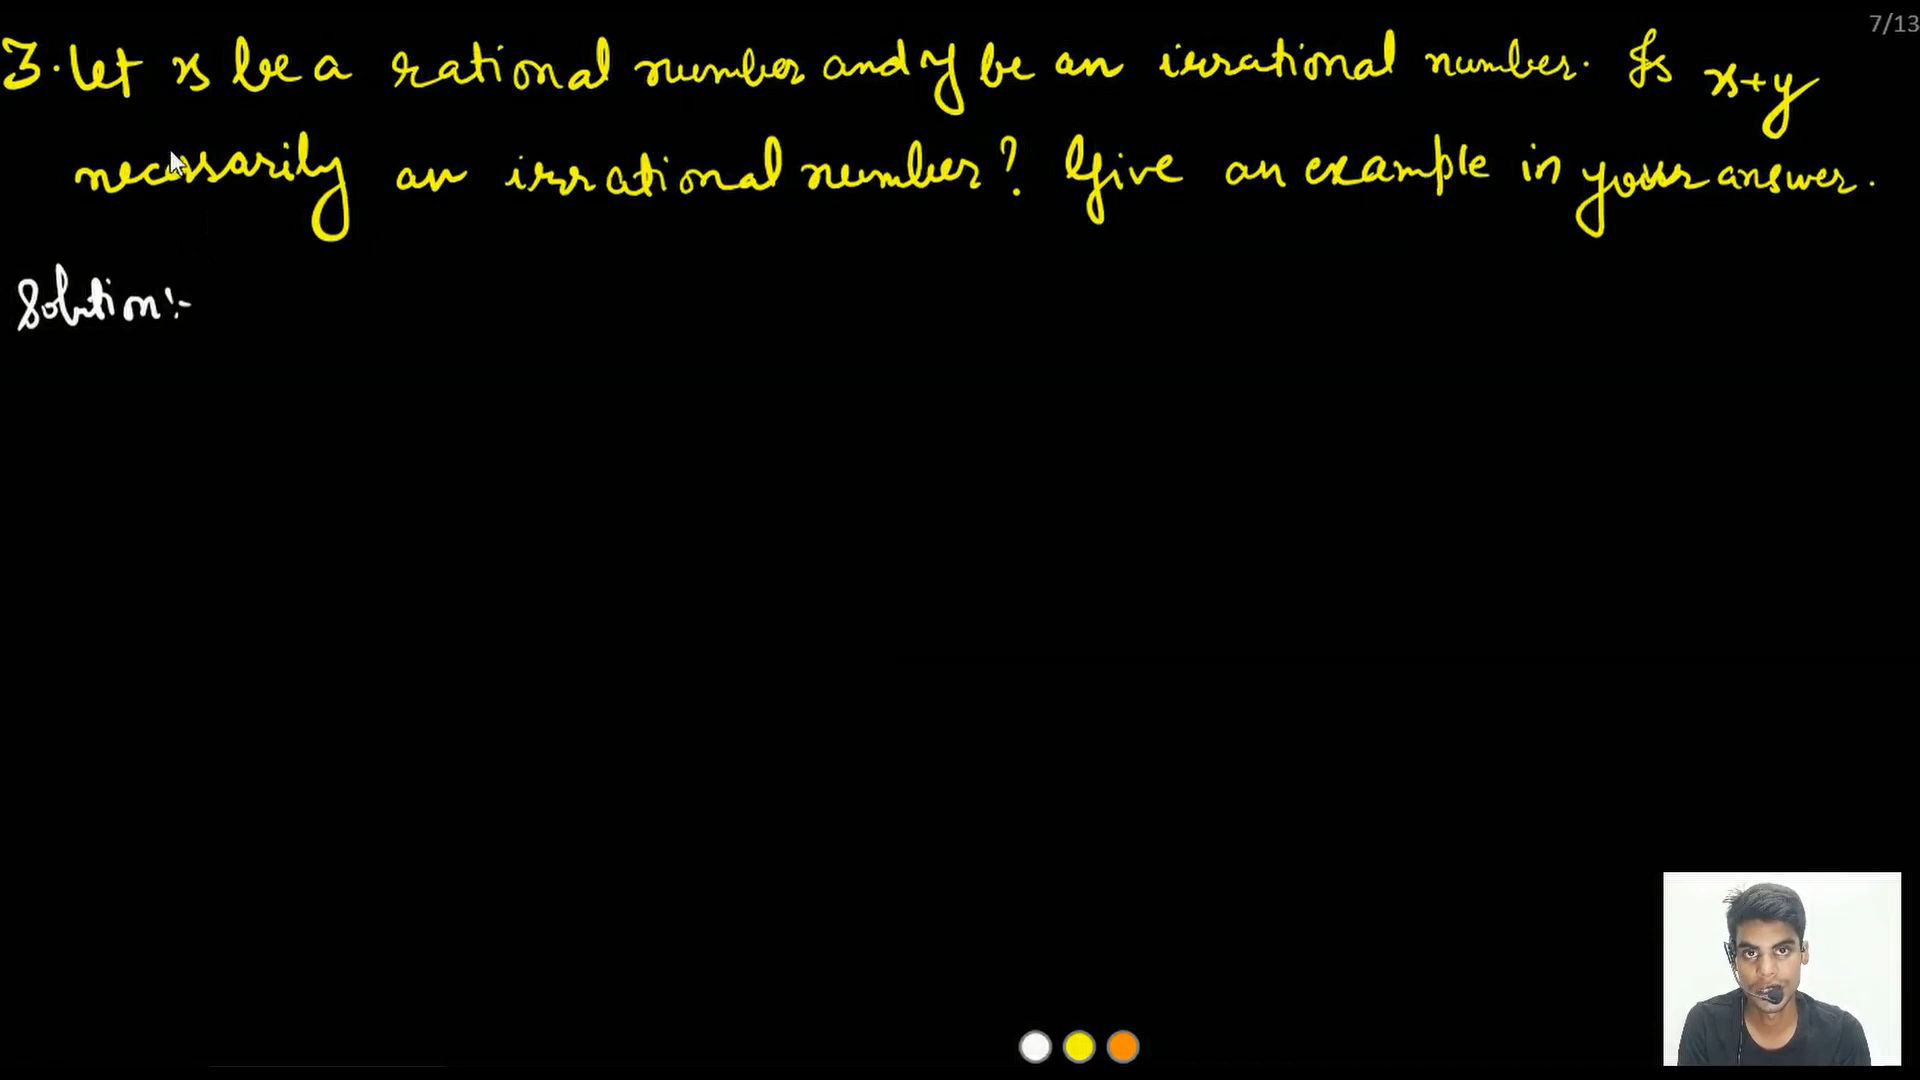 7/13
3. Let x be a rational number and y be an irrational number. Is x+y
necessarily an irrational number? Give an example in your answer.
Solution:-